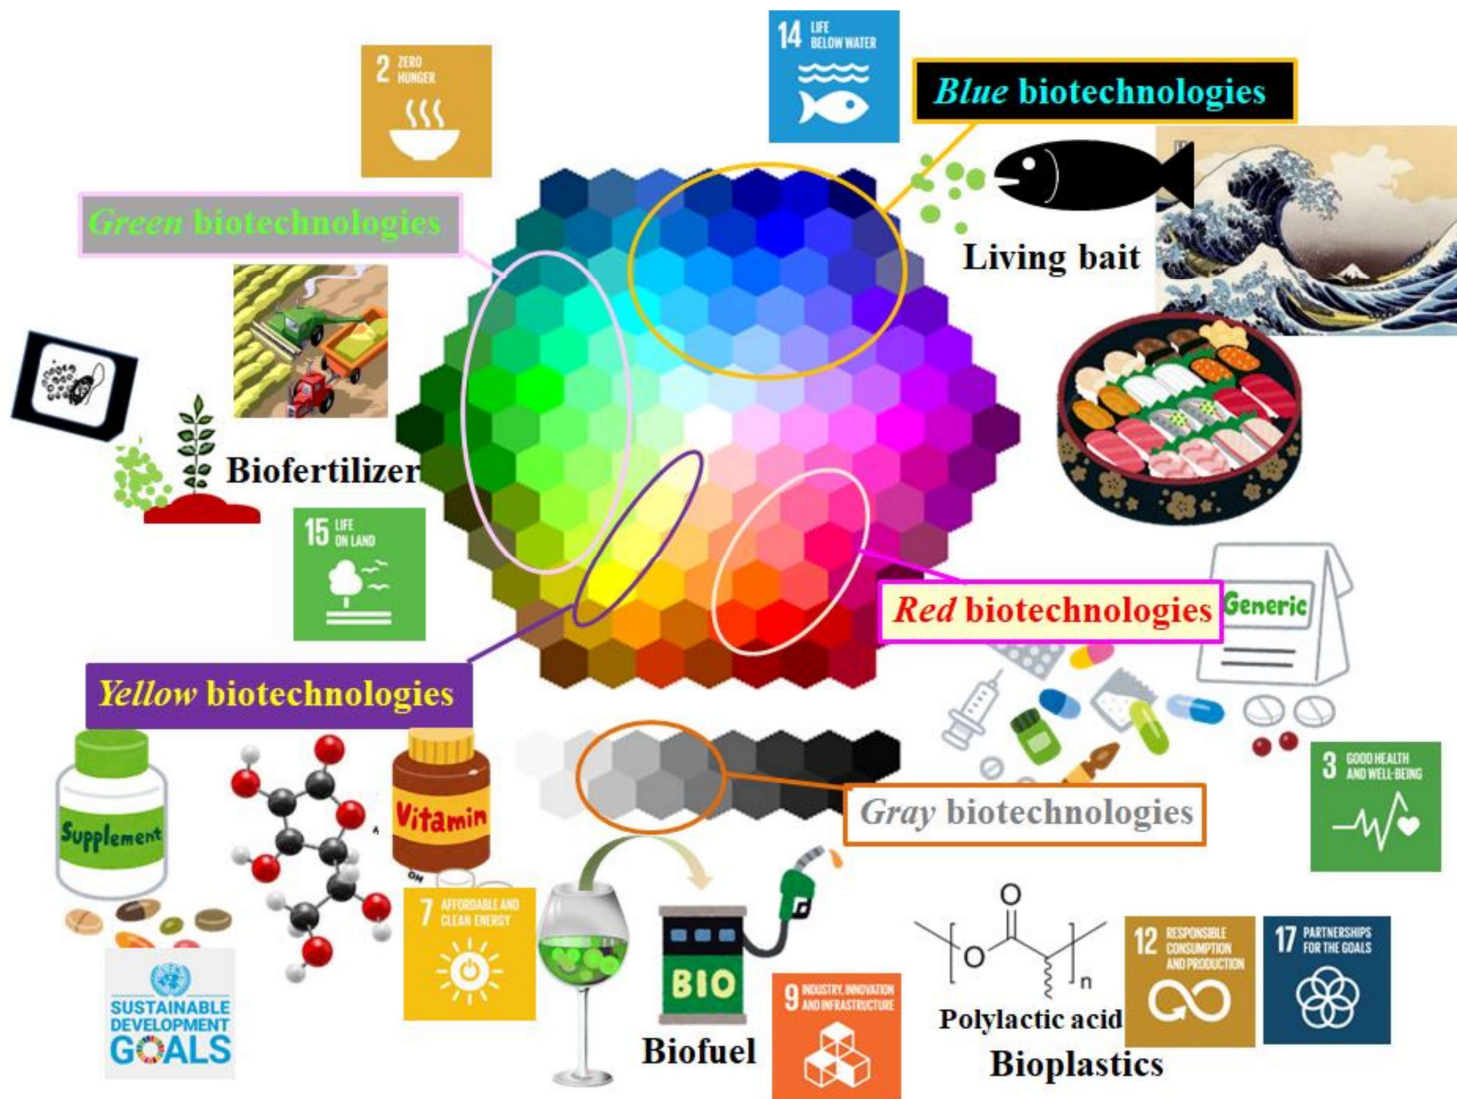 2 ZERO
HUNGER
14 LIFE
BELOW WATER
Blue biotechnologies
Green biotechnologies
Living bait
Biofertilizer
15 LIFE
ON LAND
Generic
Red biotechnologies
Yellow biotechnologies
3 GOOD HEALTH
AND WELL-BEING
Gray biotechnologies
Supplement
Vitamin
OH
7 AFFORDABLE AND
CLEAN ENERGY
SUSTAINABLE
DEVELOPMENT
GOALS
BIO
Biofuel
9 INDUSTRY, INNOVATION
AND INFRASTRUCTURE
O
O
n
Polylactic acid
Bioplastics
12 RESPONSIBLE
CONSUMPTION
AND PRODUCTION
17 PARTNERSHIPS
FOR THE GOALS